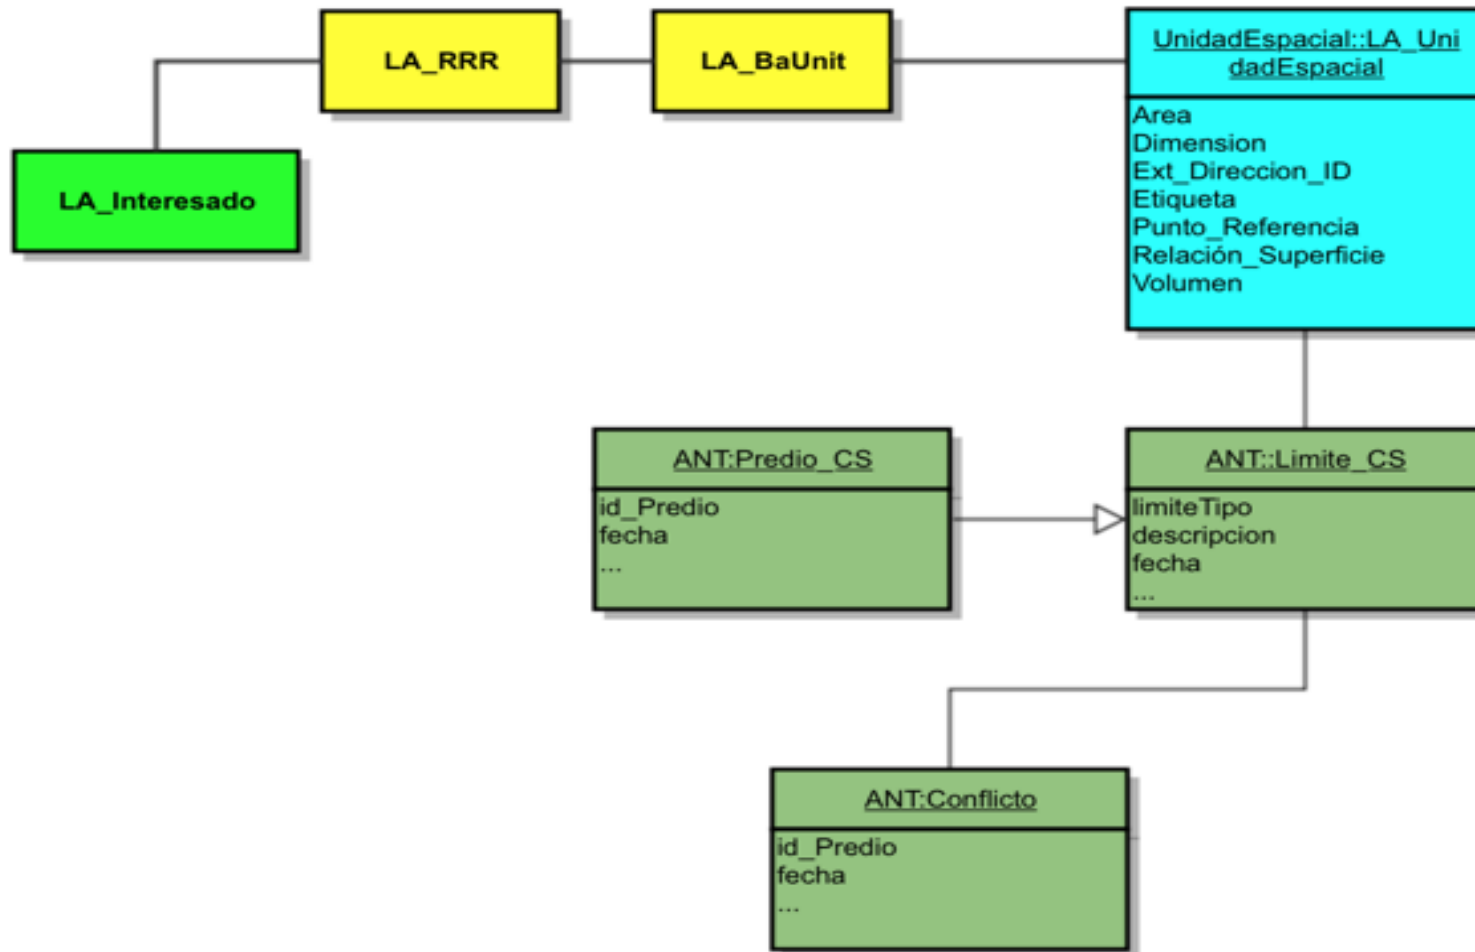 LA_RRR
LA_BaUnit
UnidadEspacial::LA_Uni
dadEspacial
Area
Dimension
Ext_Direccion_ID
Etiqueta
Punto_Referencia
Relación_Superficie
Volumen
LA_Interesado
ANT:Predio_CS
id_Predio
fecha
...
ANT::Limite_CS
limiteTipo
descripcion
fecha
...
ANT:Conflicto
id_Predio
fecha
...